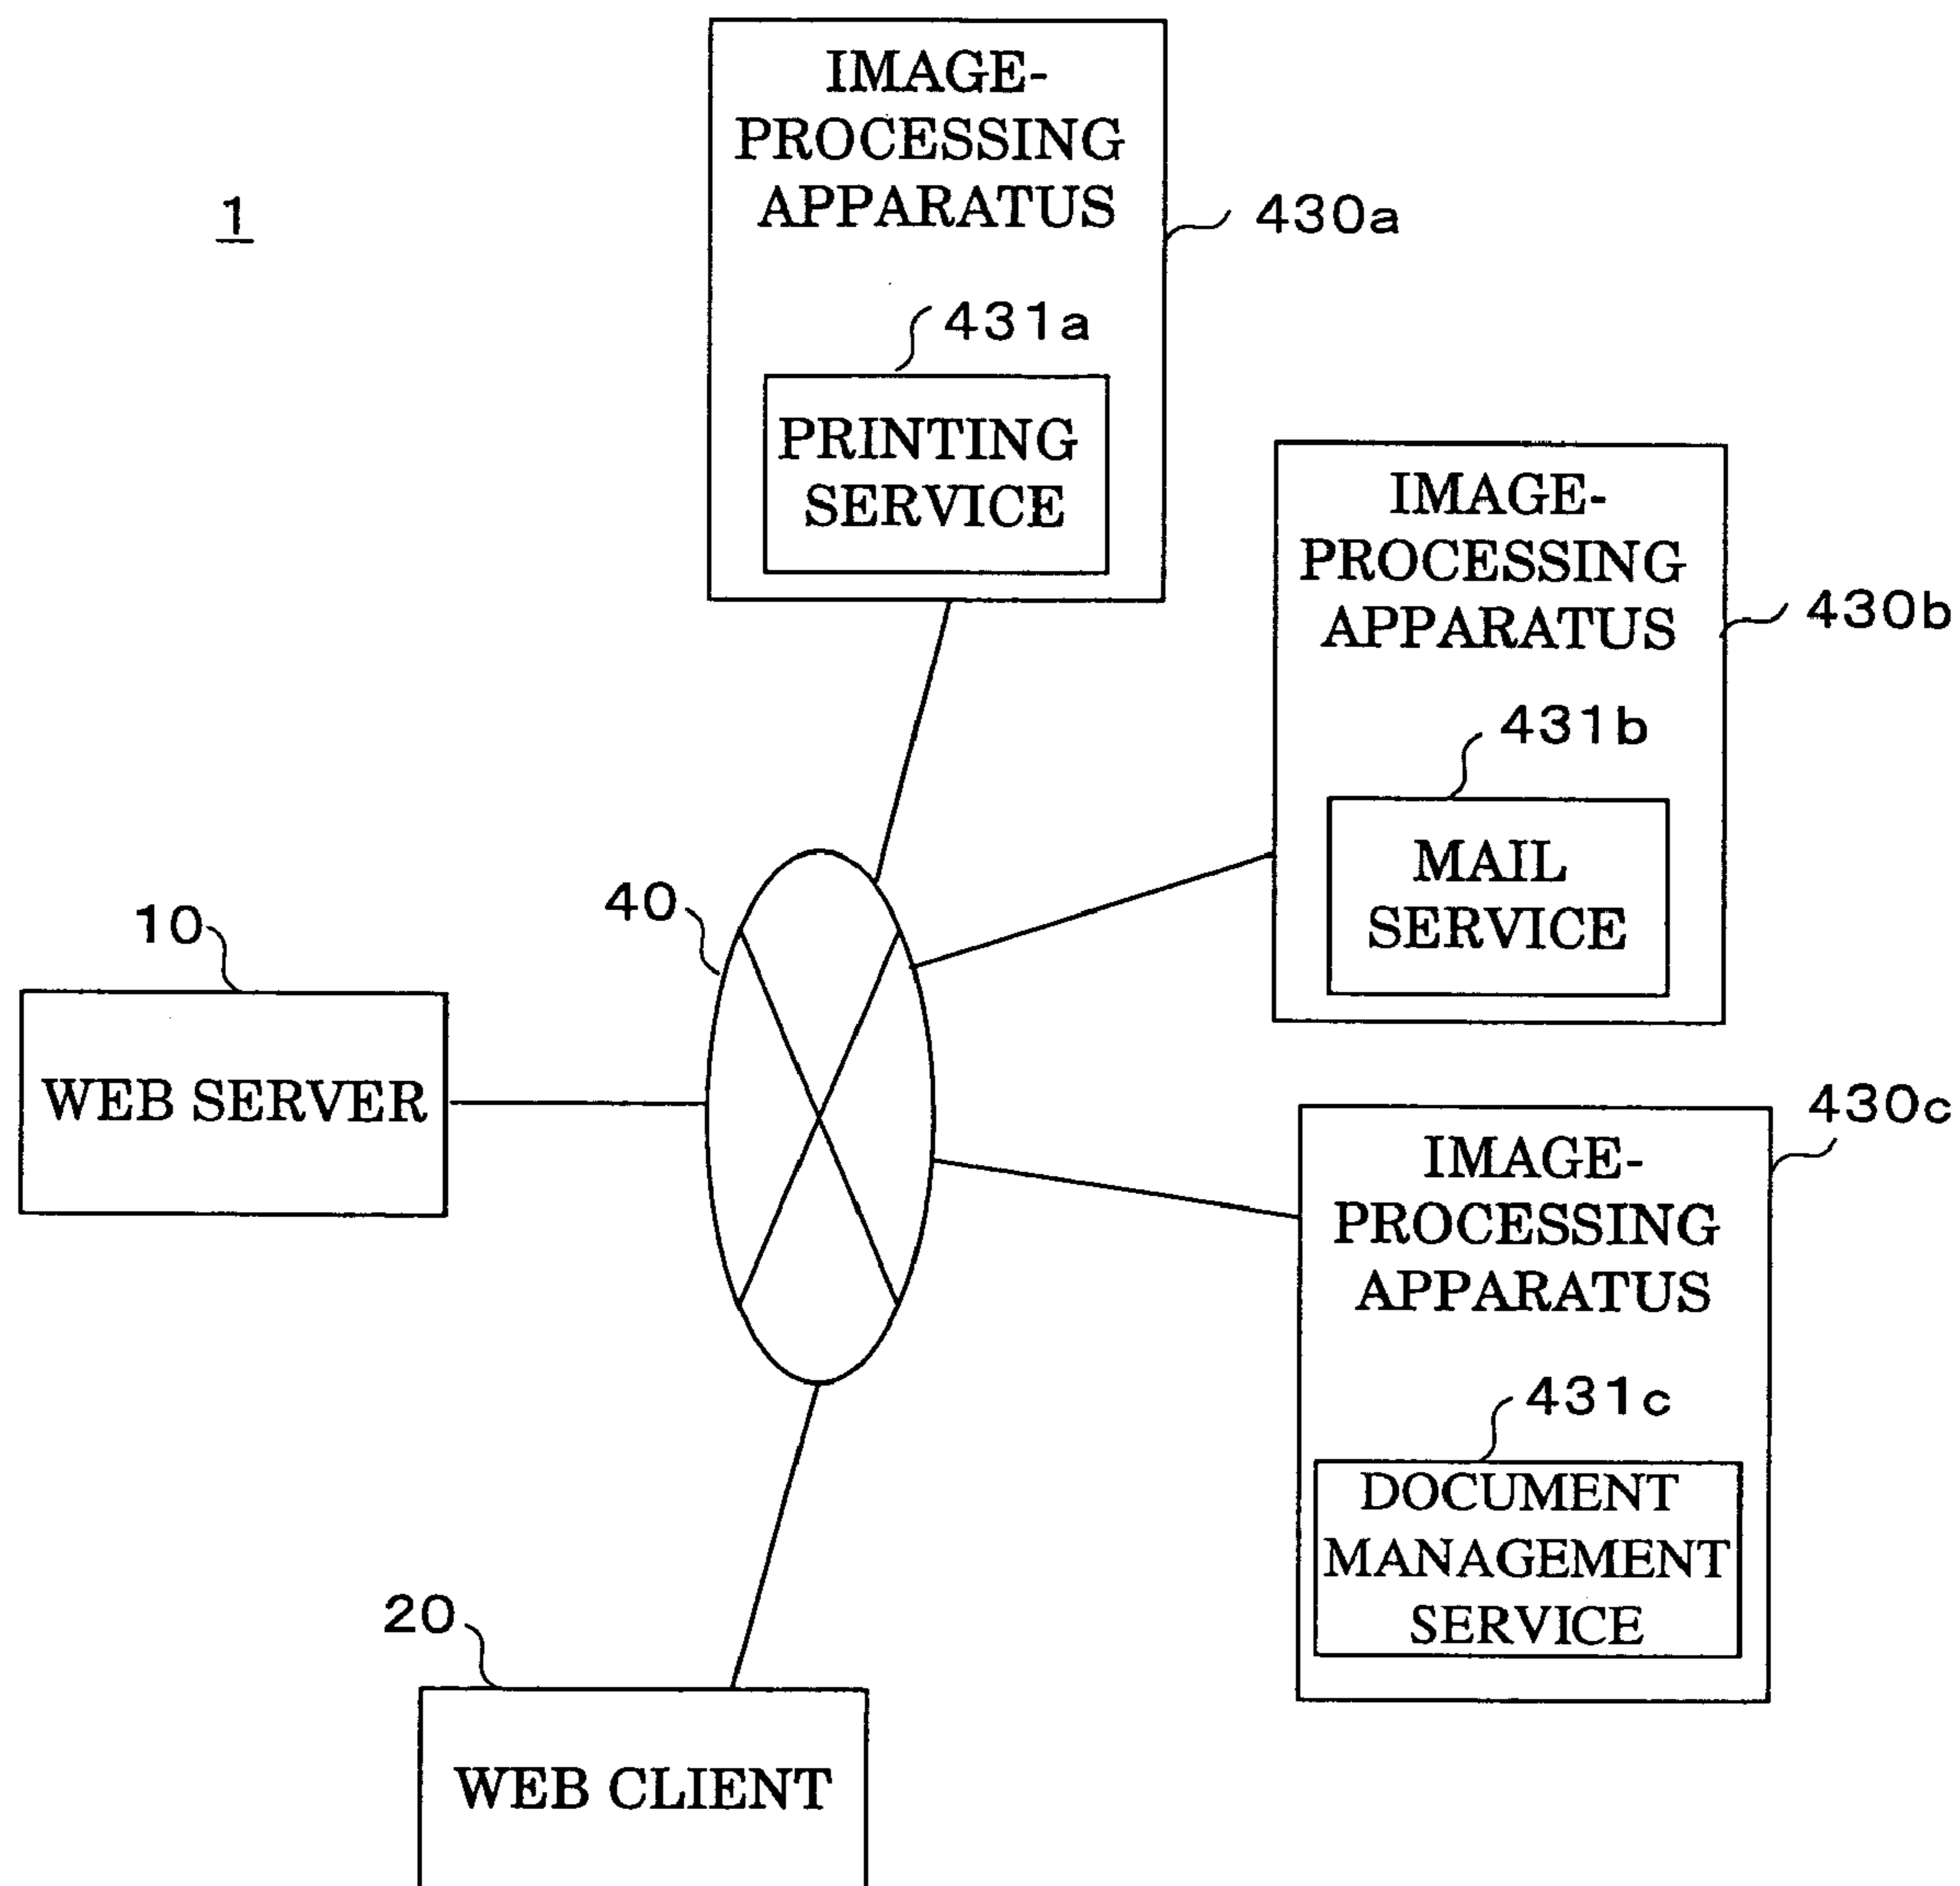 1
IMAGE-
PROCESSING
APPARATUS
430a
431a
PRINTING
SERVICE
IMAGE-
PROCESSING
APPARATUS
430b
431b
MAIL
SERVICE
40
10
WEB SERVER
430c
IMAGE-
PROCESSING
APPARATUS
431c
DOCUMENT
MANAGEMENT
SERVICE
20
WEB CLIENT